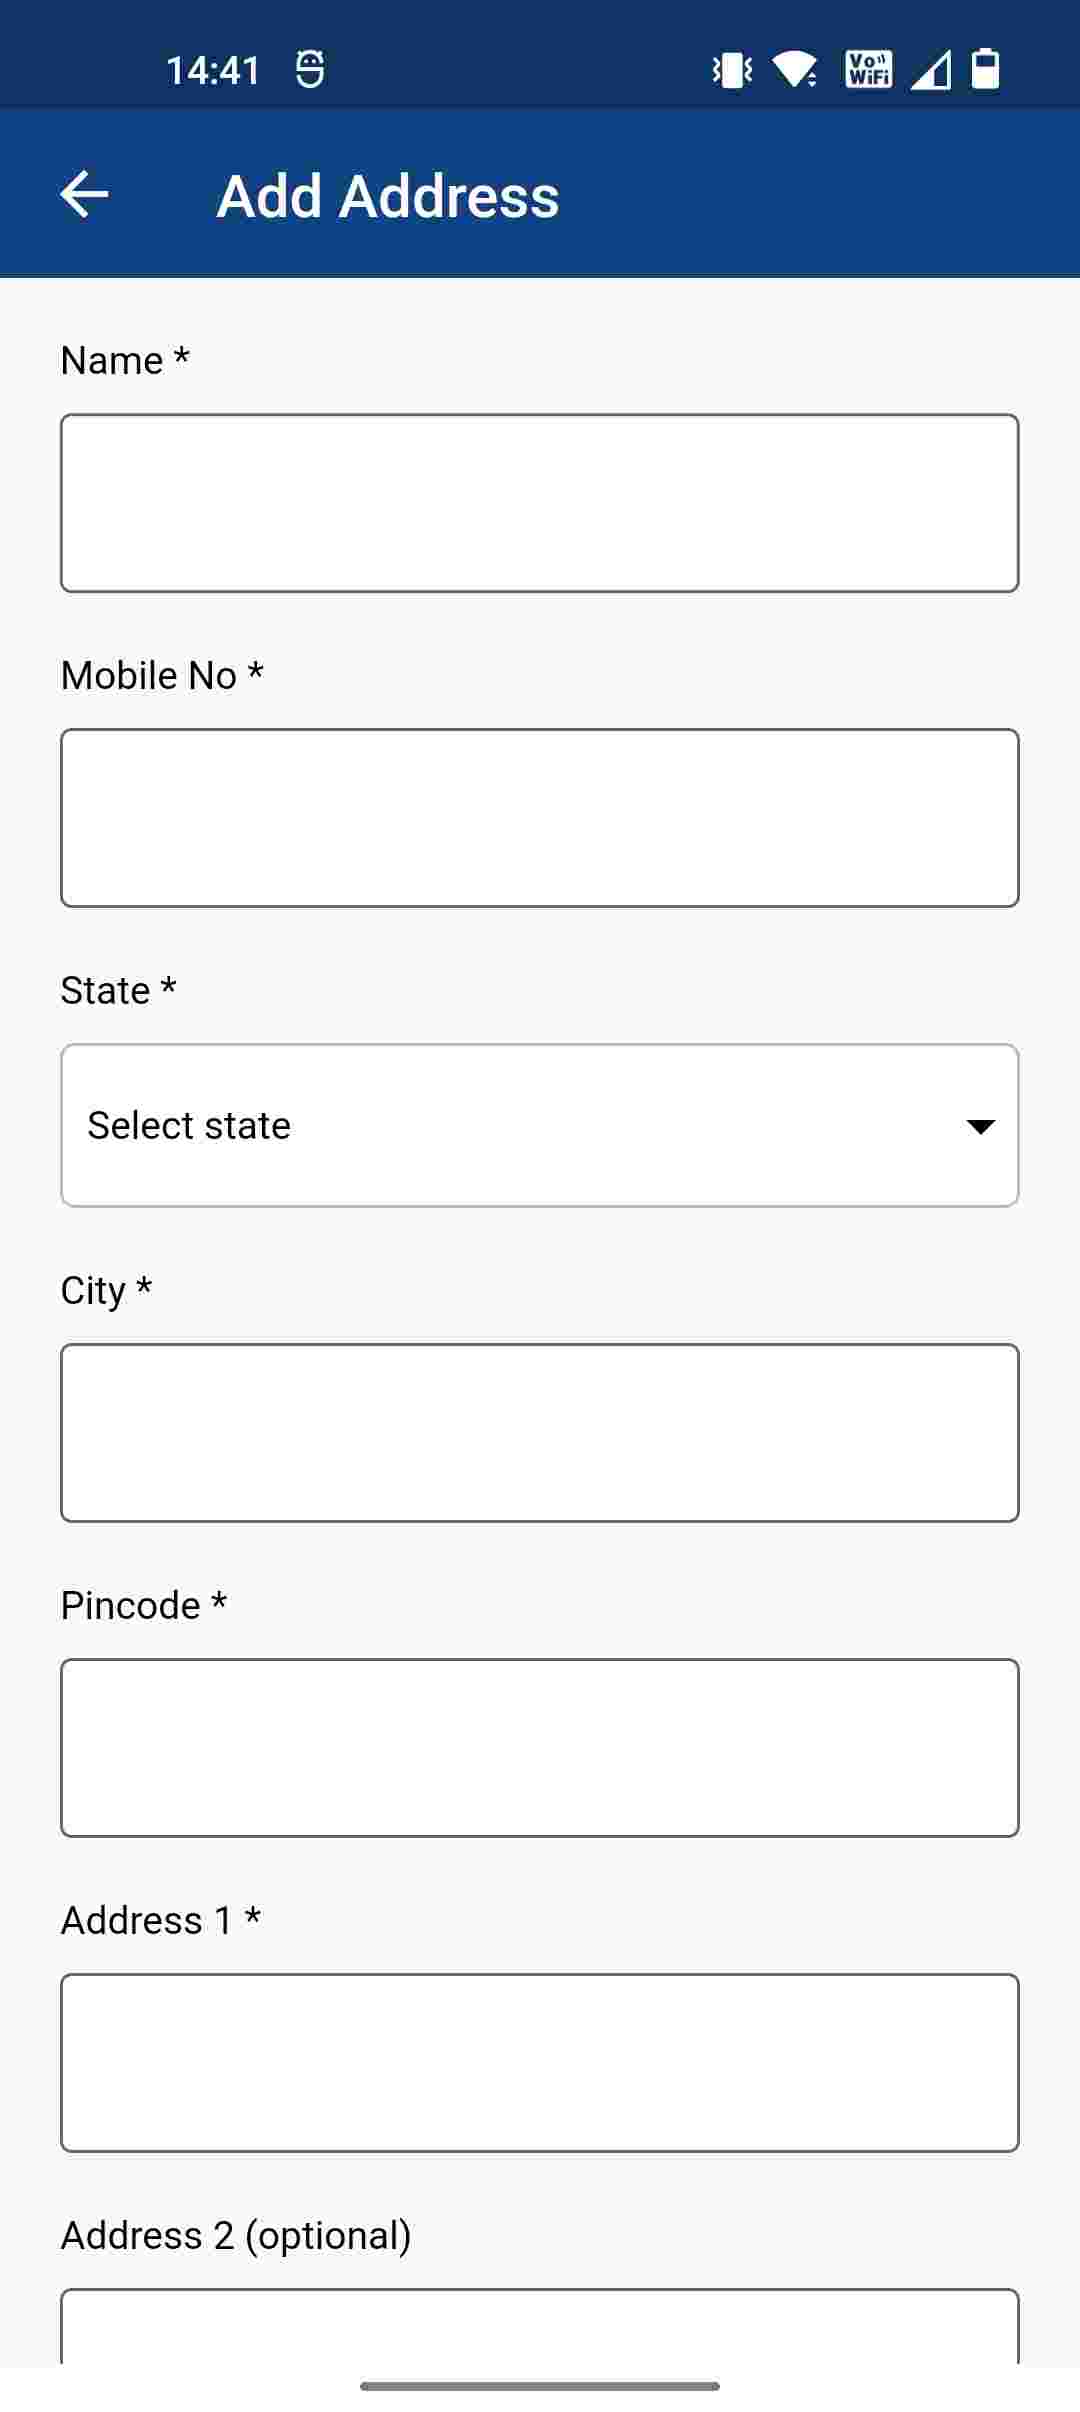 14:41
Vo WiFi
Add Address
Name *
Mobile No *
State *
Select state
City *
Pincode *
Address 1 *
Address 2 (optional)